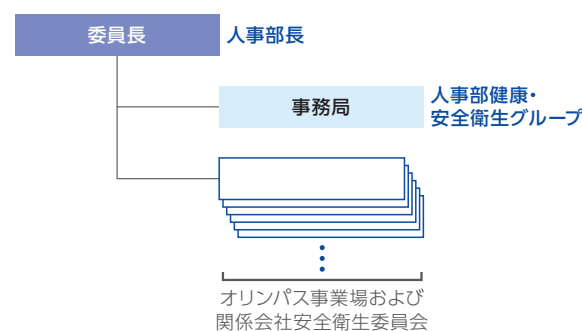 委員長
人事部長
事務局
人事部健康・
安全衛生グループ
オリンパス事業場および
関係会社安全衛生委員会